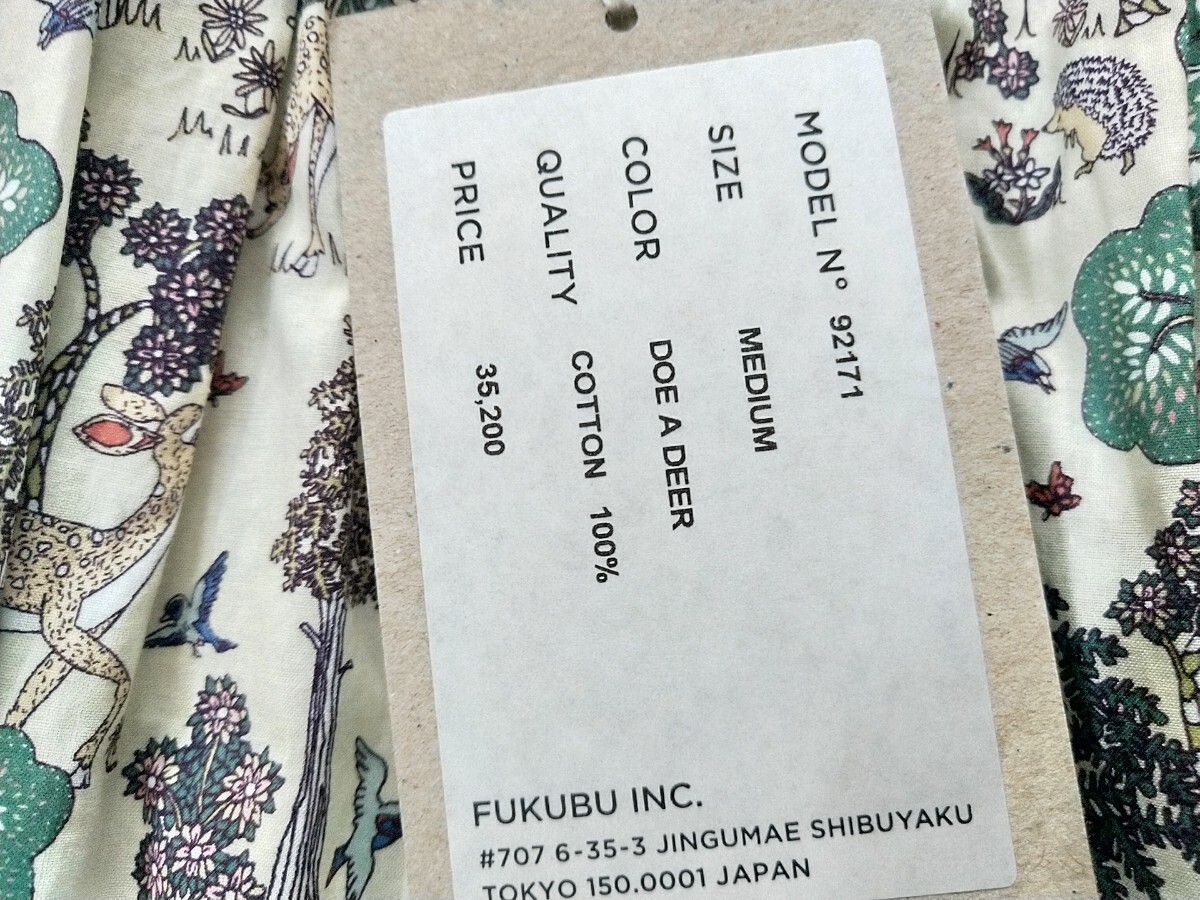 MODEL Nº 92171
SIZE MEDIUM
COLOR DOE A DEER
QUALITY COTTON 100%
PRICE 35,200
FUKUBU INC.
#707 6-35-3 JINGUMAE SHIBUYAKU
TOKYO 150.0001 JAPAN